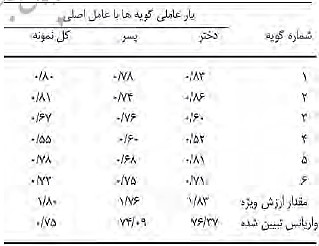 بار عاملی گویه ها با عامل اصلی
شماره گویه دختر پسر کل نمونه
۱ ۰/۸۳ ۰/۷۸ ۰/۸۰
۲ ۰/۸۶ ۰/۷۴ ۰/۸۱
۳ ۰/۶۰ ۰/۷۶ ۰/۶۷
۴ ۰/۵۲ ۰/۶۰ ۰/۵۵
۵ ۰/۸۱ ۰/۶۸ ۰/۷۸
۶ ۰/۷۱ ۰/۷۵ ۰/۷۳
مقدار ارزش ویژه ۱/۸۳ ۱/۷۶ ۱/۸۰
واریانس تبیین شده ۷۶/۳۷ ۷۴/۰۹ ۰/۷۵